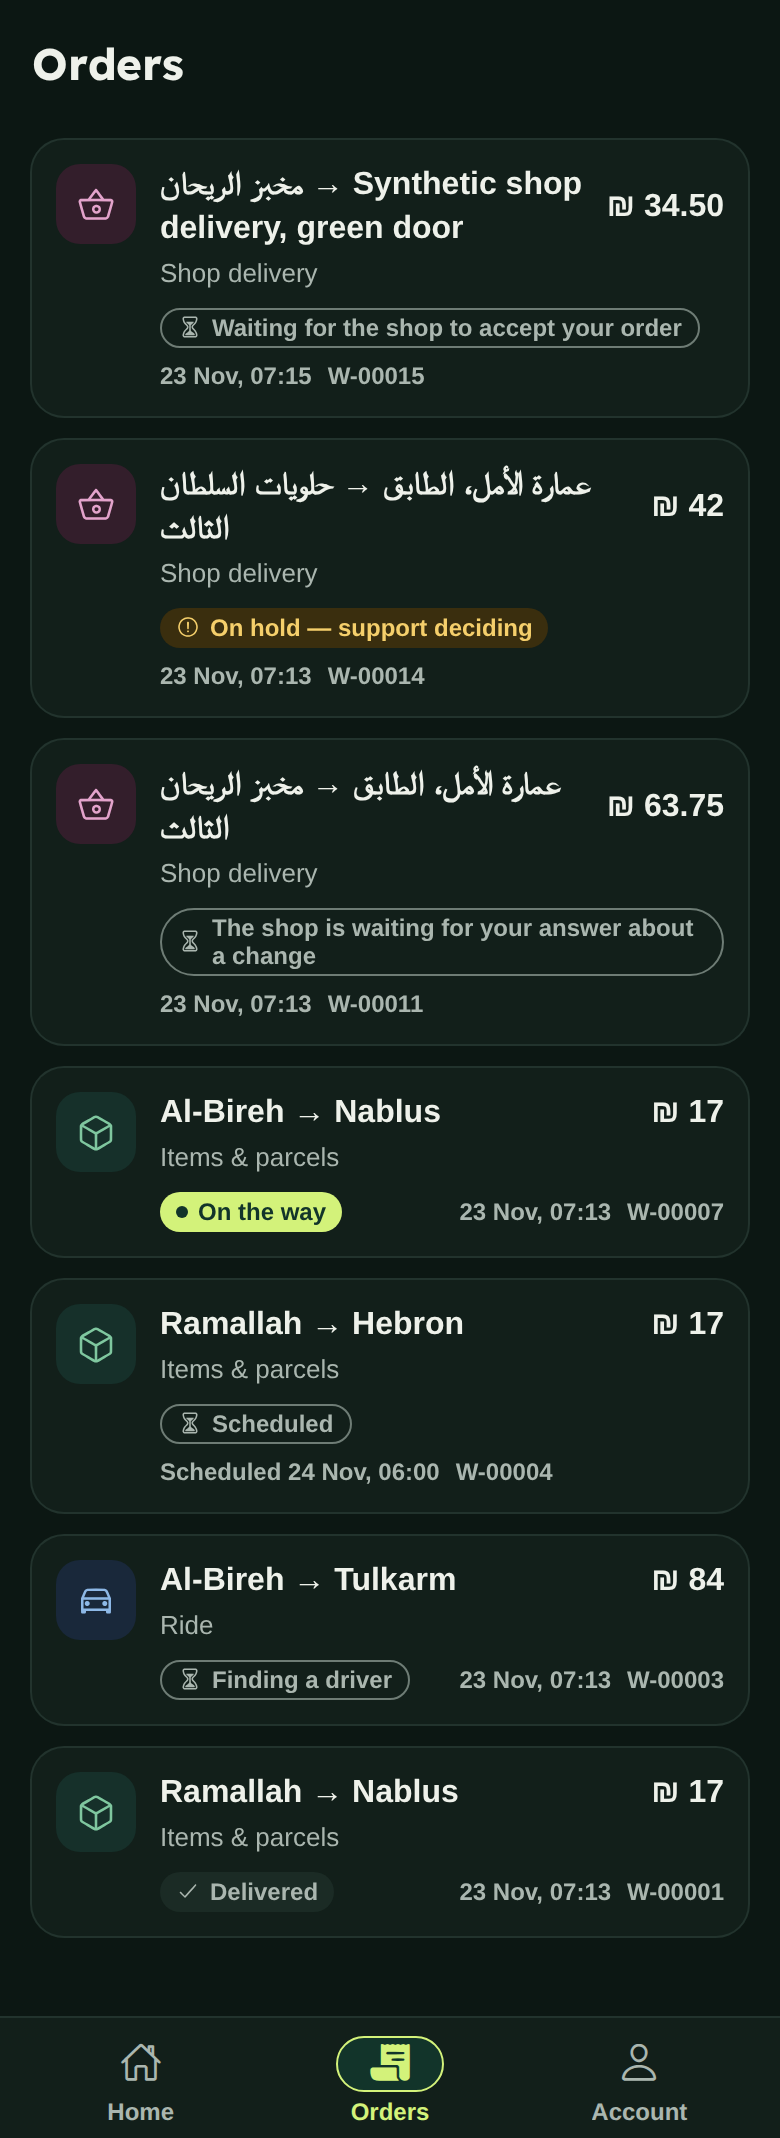 Orders
مخبز الريحان → Synthetic shop
delivery, green door
₪ 34.50
Shop delivery
Waiting for the shop to accept your order
23 Nov, 07:15 W-00015
حلويات السلطان → عمارة الأمل، الطابق
الثالث
₪ 42
Shop delivery
On hold — support deciding
23 Nov, 07:13 W-00014
مخبز الريحان → عمارة الأمل، الطابق
الثالث
₪ 63.75
Shop delivery
The shop is waiting for your answer about
a change
23 Nov, 07:13 W-00011
Al-Bireh → Nablus
₪ 17
Items & parcels
On the way
23 Nov, 07:13 W-00007
Ramallah → Hebron
₪ 17
Items & parcels
Scheduled
Scheduled 24 Nov, 06:00 W-00004
Al-Bireh → Tulkarm
₪ 84
Ride
Finding a driver
23 Nov, 07:13 W-00003
Ramallah → Nablus
₪ 17
Items & parcels
Delivered
23 Nov, 07:13 W-00001
Home
Orders
Account